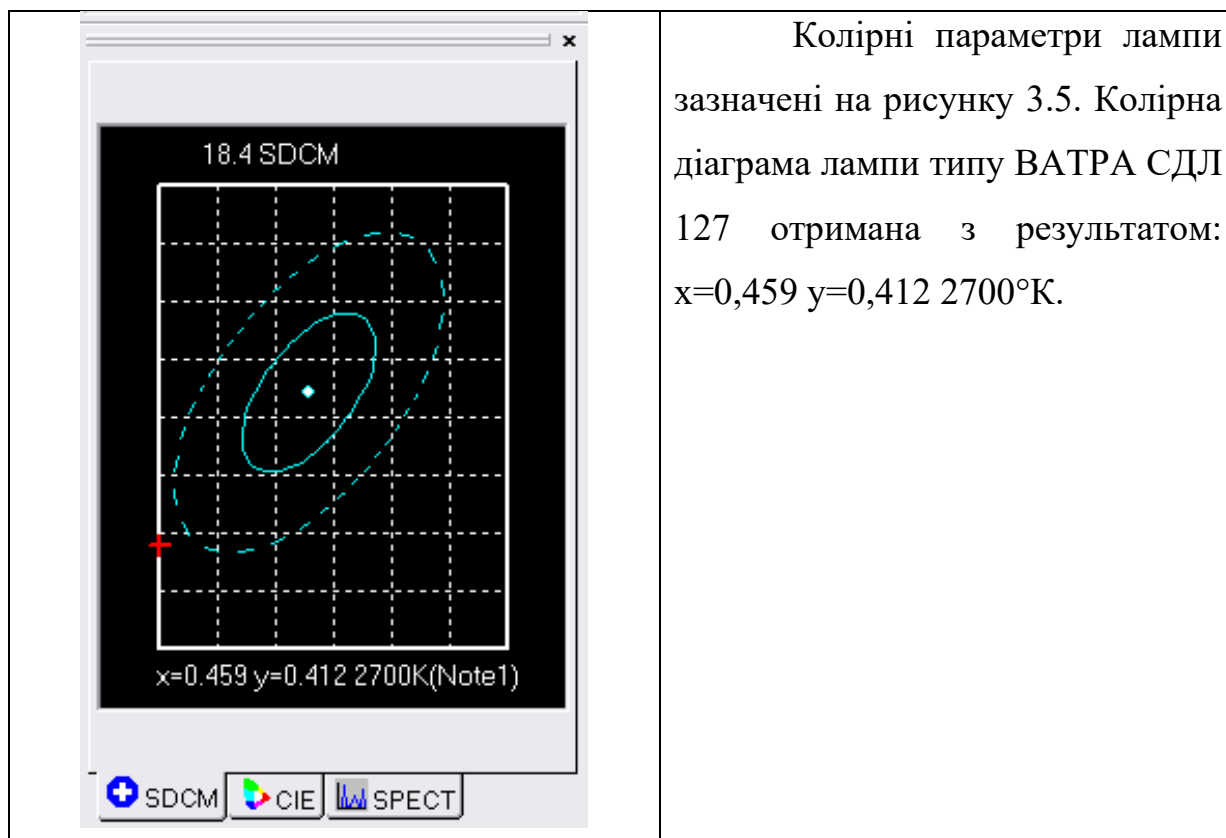 x
18.4 SDCM
x=0.459 y=0.412 2700K(Note1)
SDCM CIE SPECT
Колірні параметри лампи
зазначені на рисунку 3.5. Колірна
діаграма лампи типу ВАТРА СДЛ
127 отримана з результатом:
x=0,459 y=0,412 2700°К.